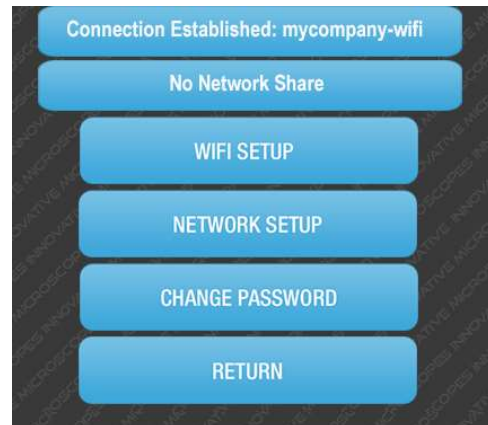 Connection Established: mycompany-wifi
No Network Share
WIFI SETUP
NETWORK SETUP
CHANGE PASSWORD
RETURN